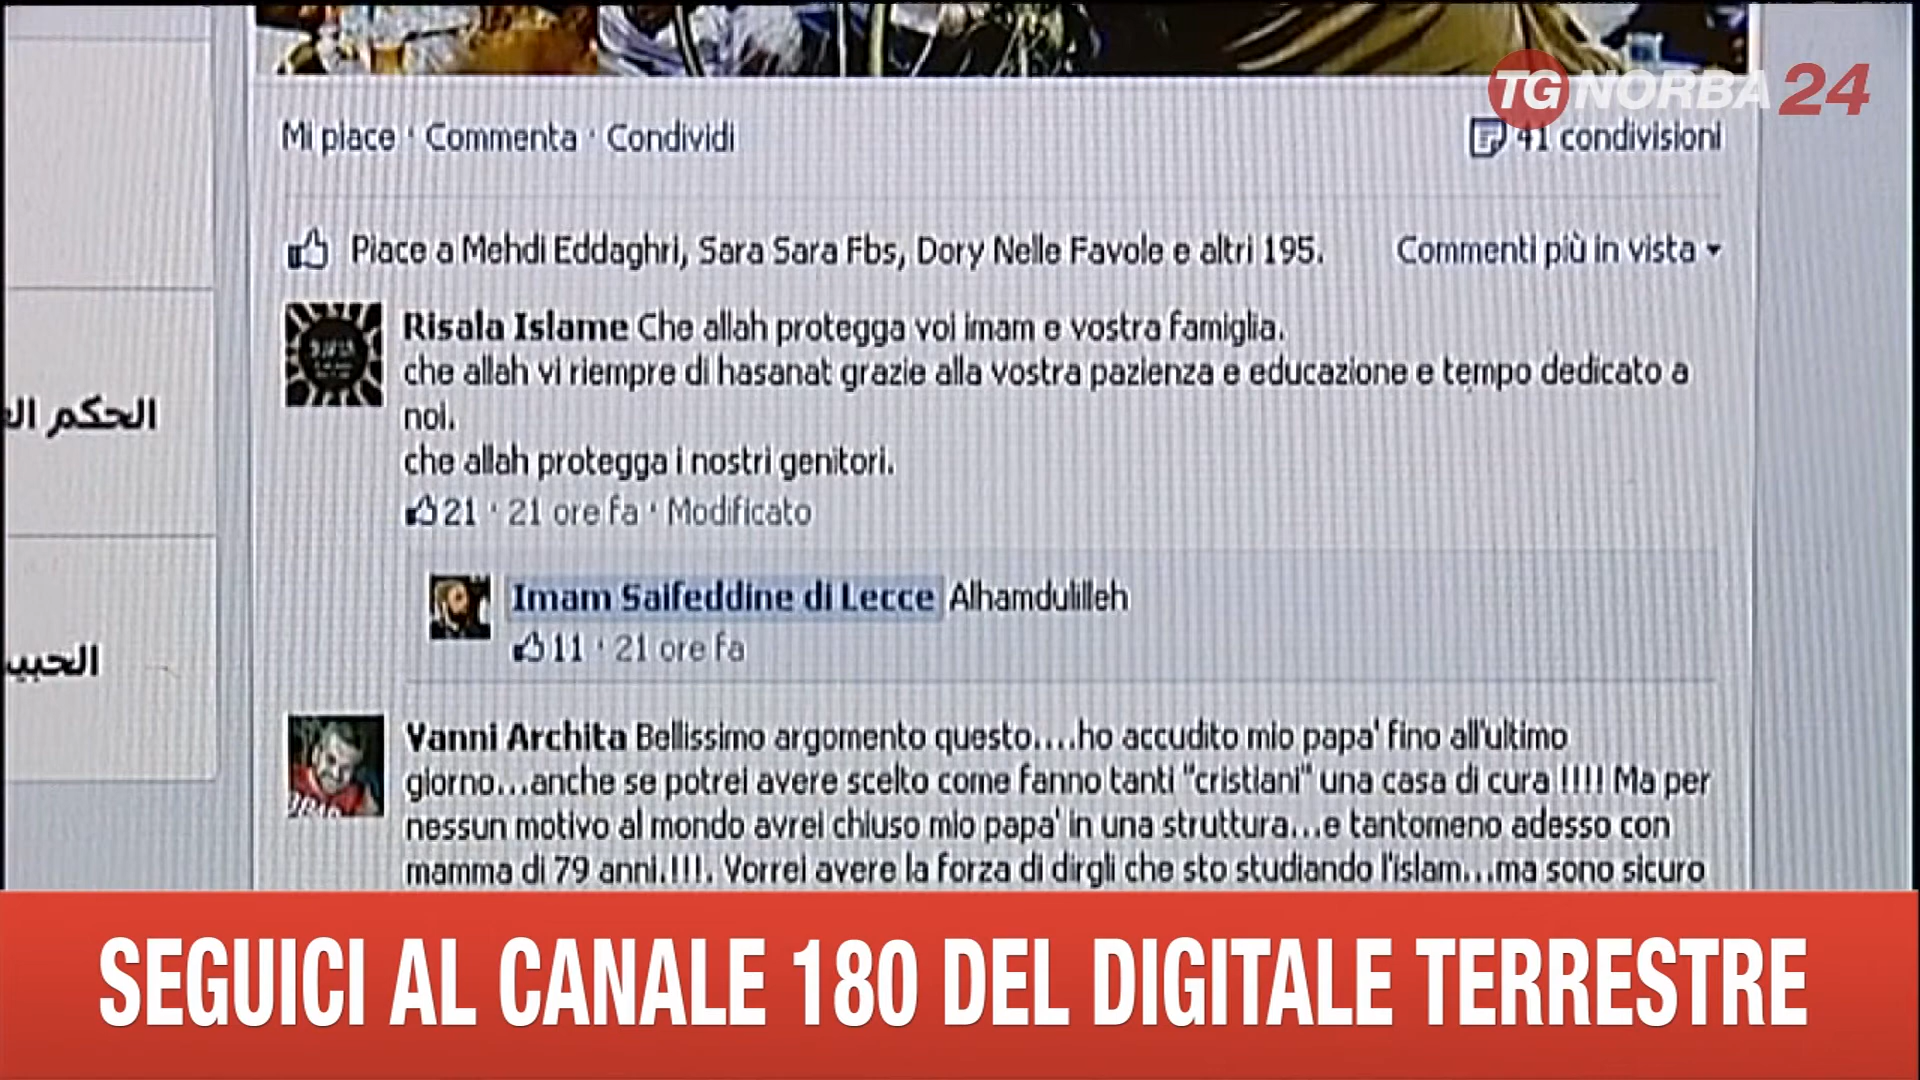 TG NORBA 24
Mi piace · Commenta · Condividi
41 condivisioni
Piace a Mehdi Eddaghri, Sara Sara Fbs, Dory Nelle Favole e altri 195.
Commenti più in vista
Risala Islame Che allah protegga voi imam e vostra famiglia.
che allah vi riempre di hasanat grazie alla vostra pazienza e educazione e tempo dedicato a
noi.
che allah protegga i nostri genitori.
21 · 21 ore fa · Modificato
الحكم
Imam Saifeddine di Lecce Alhamdulilleh
11 · 21 ore fa
Vanni Archita Bellissimo argomento questo....ho accudito mio papa' fino all'ultimo
giorno...anche se potrei avere scelto come fanno tanti "cristiani" una casa di cura !!!! Ma per
nessun motivo al mondo avrei chiuso mio papa' in una struttura...e tantomeno adesso con
mamma di 79 anni.!!!. Vorrei avere la forza di dirgli che sto studiando l'islam...ma sono sicuro
SEGUICI AL CANALE 180 DEL DIGITALE TERRESTRE